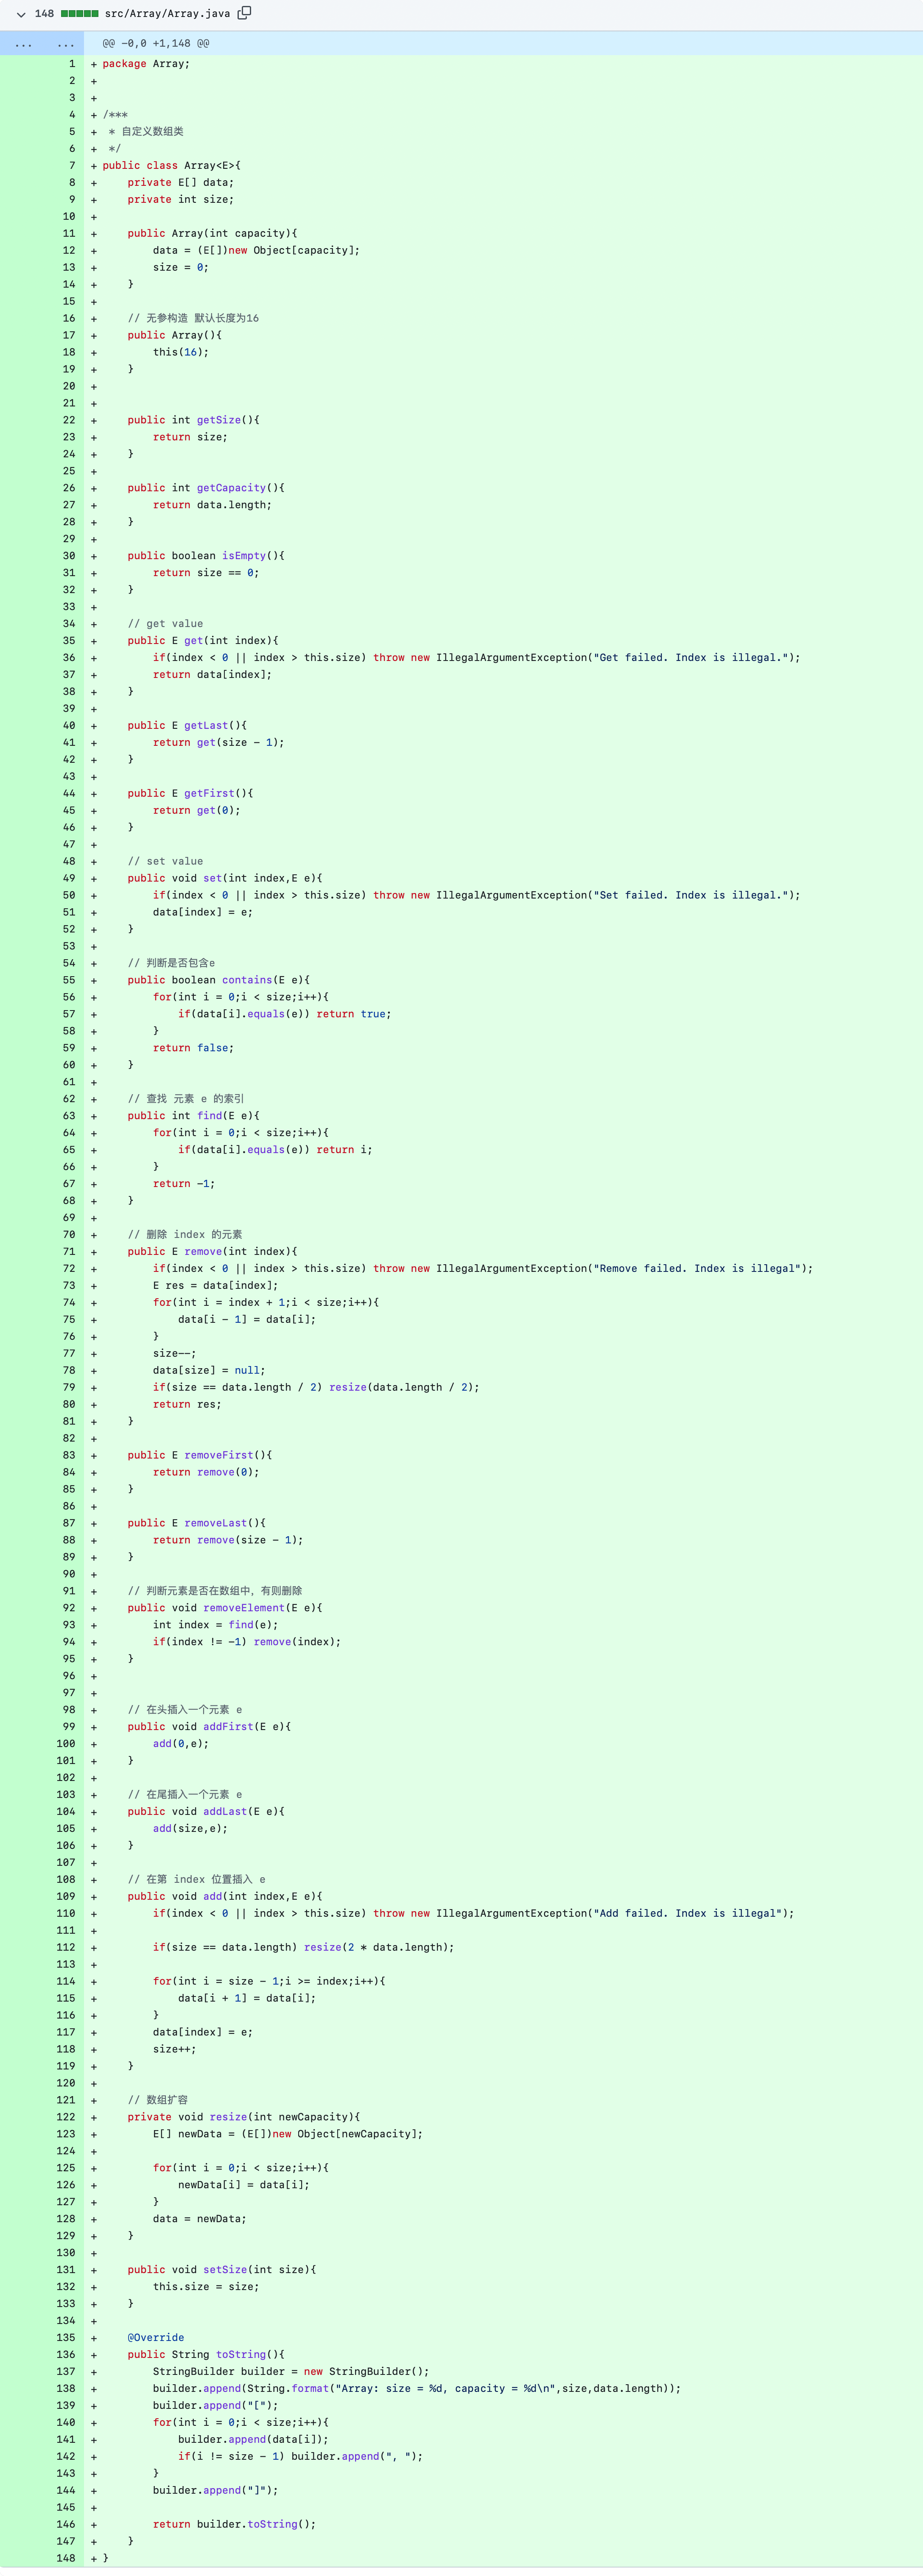 148 src/Array/Array.java
... ... @@ -0,0 +1,148 @@
1 + package Array;
2 +
3 +
4 + /***
5 + * 自定义数组类
6 + */
7 + public class Array<E>{
8 + private E[] data;
9 + private int size;
10 +
11 + public Array(int capacity){
12 + data = (E[])new Object[capacity];
13 + size = 0;
14 + }
15 +
16 + // 无参构造 默认长度为16
17 + public Array(){
18 + this(16);
19 + }
20 +
21 +
22 + public int getSize(){
23 + return size;
24 + }
25 +
26 + public int getCapacity(){
27 + return data.length;
28 + }
29 +
30 + public boolean isEmpty(){
31 + return size == 0;
32 + }
33 +
34 + // get value
35 + public E get(int index){
36 + if(index < 0 || index > this.size) throw new IllegalArgumentException("Get failed. Index is illegal.");
37 + return data[index];
38 + }
39 +
40 + public E getLast(){
41 + return get(size - 1);
42 + }
43 +
44 + public E getFirst(){
45 + return get(0);
46 + }
47 +
48 + // set value
49 + public void set(int index,E e){
50 + if(index < 0 || index > this.size) throw new IllegalArgumentException("Set failed. Index is illegal.");
51 + data[index] = e;
52 + }
53 +
54 + // 判断是否包含e
55 + public boolean contains(E e){
56 + for(int i = 0;i < size;i++){
57 + if(data[i].equals(e)) return true;
58 + }
59 + return false;
60 + }
61 +
62 + // 查找 元素 e 的索引
63 + public int find(E e){
64 + for(int i = 0;i < size;i++){
65 + if(data[i].equals(e)) return i;
66 + }
67 + return -1;
68 + }
69 +
70 + // 删除 index 的元素
71 + public E remove(int index){
72 + if(index < 0 || index > this.size) throw new IllegalArgumentException("Remove failed. Index is illegal");
73 + E res = data[index];
74 + for(int i = index + 1;i < size;i++){
75 + data[i - 1] = data[i];
76 + }
77 + size--;
78 + data[size] = null;
79 + if(size == data.length / 2) resize(data.length / 2);
80 + return res;
81 + }
82 +
83 + public E removeFirst(){
84 + return remove(0);
85 + }
86 +
87 + public E removeLast(){
88 + return remove(size - 1);
89 + }
90 +
91 + // 判断元素是否在数组中，有则删除
92 + public void removeElement(E e){
93 + int index = find(e);
94 + if(index != -1) remove(index);
95 + }
96 +
97 +
98 + // 在头插入一个元素 e
99 + public void addFirst(E e){
100 + add(0,e);
101 + }
102 +
103 + // 在尾插入一个元素 e
104 + public void addLast(E e){
105 + add(size,e);
106 + }
107 +
108 + // 在第 index 位置插入 e
109 + public void add(int index,E e){
110 + if(index < 0 || index > this.size) throw new IllegalArgumentException("Add failed. Index is illegal");
111 +
112 + if(size == data.length) resize(2 * data.length);
113 +
114 + for(int i = size - 1;i >= index;i++){
115 + data[i + 1] = data[i];
116 + }
117 + data[index] = e;
118 + size++;
119 + }
120 +
121 + // 数组扩容
122 + private void resize(int newCapacity){
123 + E[] newData = (E[])new Object[newCapacity];
124 +
125 + for(int i = 0;i < size;i++){
126 + newData[i] = data[i];
127 + }
128 + data = newData;
129 + }
130 +
131 + public void setSize(int size){
132 + this.size = size;
133 + }
134 +
135 + @Override
136 + public String toString(){
137 + StringBuilder builder = new StringBuilder();
138 + builder.append(String.format("Array: size = %d, capacity = %d\n",size,data.length));
139 + builder.append("[");
140 + for(int i = 0;i < size;i++){
141 + builder.append(data[i]);
142 + if(i != size - 1) builder.append(", ");
143 + }
144 + builder.append("]");
145 +
146 + return builder.toString();
147 + }
148 + }